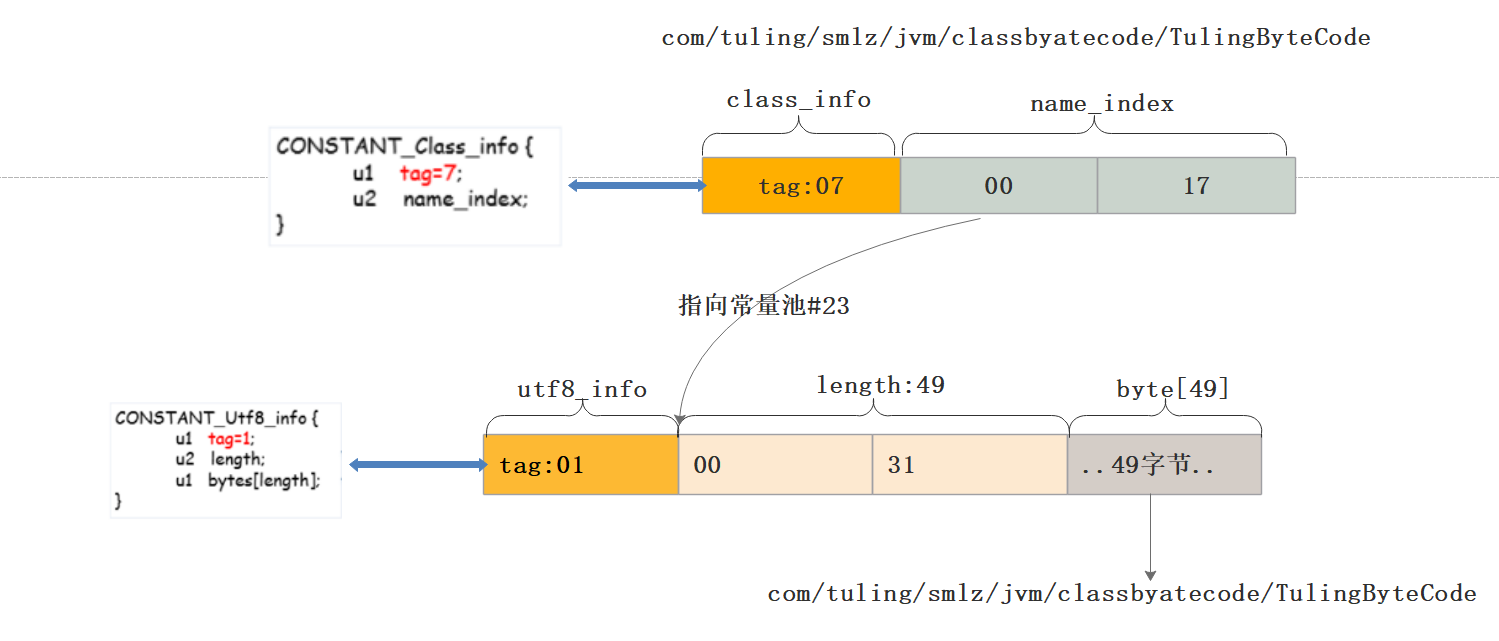 com/tuling/smlz/jvm/classbyatecode/TulingByteCode
class_info
name_index
CONSTANT_Class_info {
u1 tag=7;
u2 name_index;
}
tag:07
00
17
指向常量池#23
utf8_info
length:49
byte[49]
CONSTANT_Utf8_info {
u1 tag=1;
u2 length;
u1 bytes[length];
}
tag:01
00
31
..49字节..
com/tuling/smlz/jvm/classbyatecode/TulingByteCode